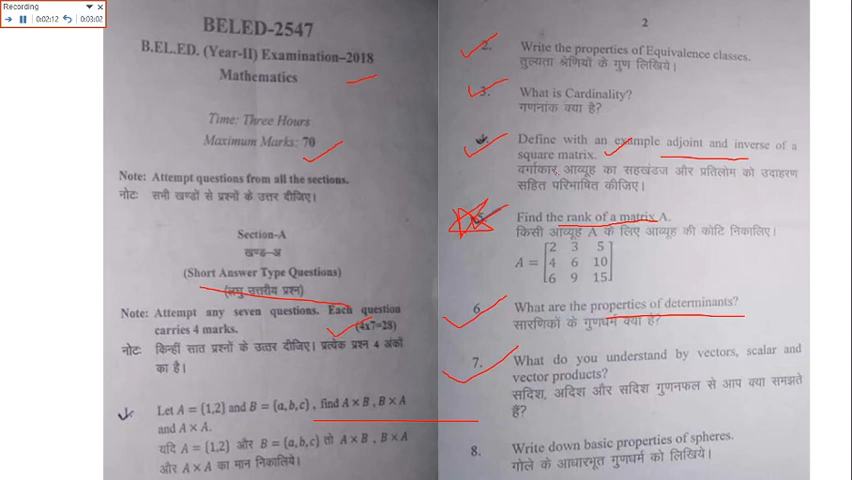 Recording
0:02:12
0:03:02
BELED-2547
B.EL.ED. (Year-II) Examination–2018
Mathematics
Time: Three Hours
Maximum Marks: 70
Note: Attempt questions from all the sections.
नोट: सभी खण्डों से प्रश्नों के उत्तर दीजिए।
Section-A
खण्ड-अ
(Short Answer Type Questions)
(लघु उत्तरीय प्रश्न)
Note: Attempt any seven questions. Each question
carries 4 marks. (4x7=28)
नोट: किन्हीं सात प्रश्नों के उत्तर दीजिए। प्रत्येक प्रश्न 4 अंकों
का है।
Let A = {1,2} and B = {a,b,c}, find A × B, B × A
and A × A.
यदि A = {1,2} और B = {a,b,c} तो A × B, B × A
और A × A का मान निकालिये।
2
2. Write the properties of Equivalence classes.
तुल्यता श्रेणियों के गुण लिखिये।
3. What is Cardinality?
गणनांक क्या है?
Define with an example adjoint and inverse of a
square matrix.
वर्गाकार आव्यूह का सहखंडज और प्रतिलोम को उदाहरण
सहित परिभाषित कीजिए।
Find the rank of a matrix A.
किसी आव्यूह A के लिए आव्यूह की कोटि निकालिए।
2 3 5
A = 4 6 10
6 9 15
6 What are the properties of determinants?
सारणिकों के गुणधर्म क्या है?
7. What do you understand by vectors, scalar and
vector products?
सदिश, अदिश और सदिश गुणनफल से आप क्या समझते
हैं?
8. Write down basic properties of spheres.
गोले के आधारभूत गुणधर्म को लिखिये।